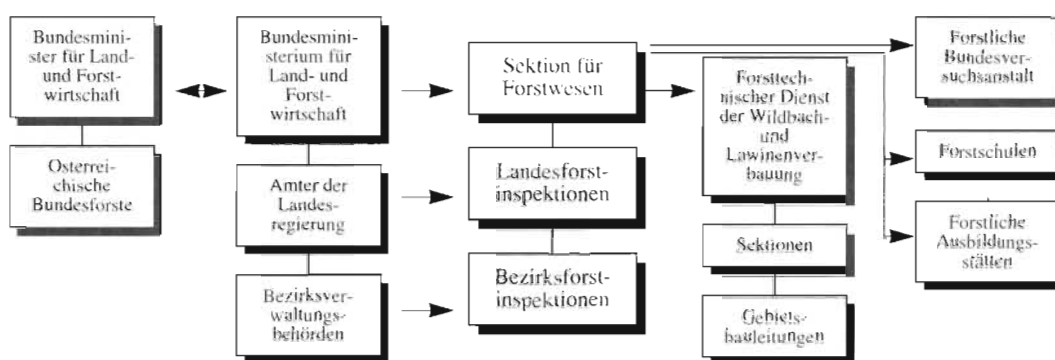 Bundesmini-
ster für Land-
und Forst-
wirtschaft
Österrei-
chische
Bundesforste
Bundesmini-
sterium für
Land- und
Forst-
wirtschaft
Ämter der
Landes-
regierung
Bezirksver-
waltungs-
behörden
Sektion für
Forstwesen
Landesforst-
inspektionen
Bezirksforst-
inspektionen
Forsttech-
nischer Dienst
der Wildbach-
und
Lawinenver-
bauung
Sektionen
Gebiets-
bauleitungen
Forstliche
Bundesver-
suchsanstalt
Forstschulen
Forstliche
Ausbildungs-
stätten